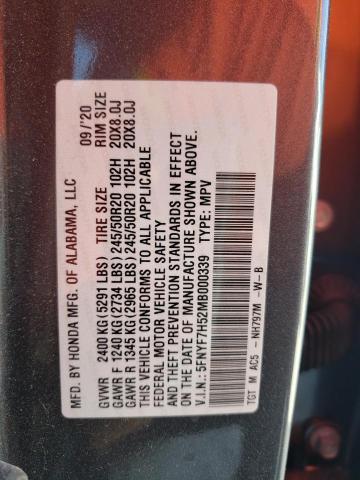 MFD. BY HONDA MFG. OF ALABAMA, LLC 09/'20
GVWR 2400 KG(5291 LBS) TIRE SIZE RIM SIZE
GAWR F 1240 KG(2734 LBS) 245/50R20 102H 20X8.0J
GAWR R 1345 KG(2965 LBS) 245/50R20 102H 20X8.0J
THIS VEHICLE CONFORMS TO ALL APPLICABLE
FEDERAL MOTOR VEHICLE SAFETY
AND THEFT PREVENTION STANDARDS IN EFFECT
ON THE DATE OF MANUFACTURE SHOWN ABOVE.
V.I.N.: 5FNYF7H52MB000339 TYPE: MPV
TGT M AC5 - NH797M -W-B